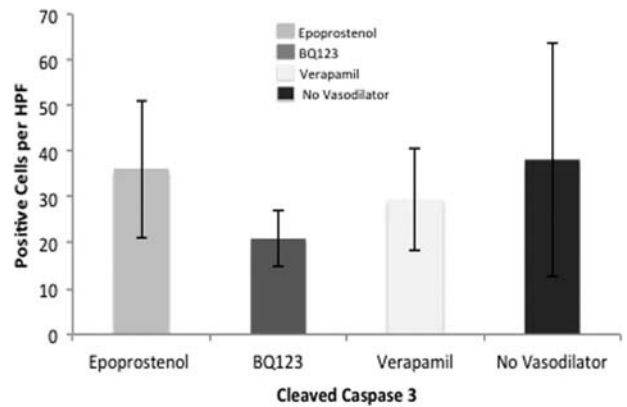 70
60
50
40
30
20
10
0
Positive Cells per HPF
Epoprostenol
BQ123
Verapamil
No Vasodilator
Epoprostenol BQ123 Verapamil No Vasodilator
Cleaved Caspase 3